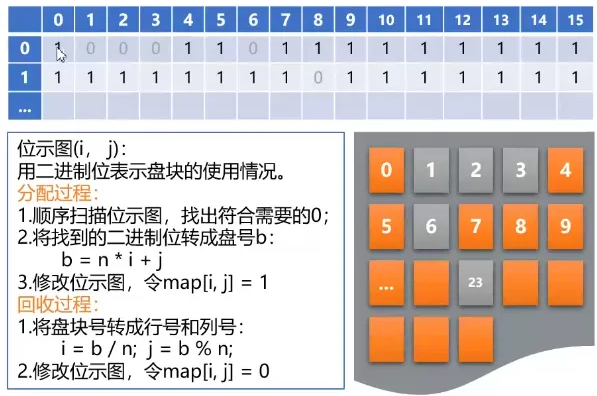 0 1 2 3 4 5 6 7 8 9 10 11 12 13 14 15
0 1 0 0 0 1 1 0 1 1 1 1 1 1 1 1 1
1 1 1 1 1 1 1 1 1 0 1 1 1 1 1 1 1
...
位示图(i, j)：
用二进制位表示盘块的使用情况。
分配过程：
1.顺序扫描位示图，找出符合需要的0；
2.将找到的二进制位转成盘号b：
b = n * i + j
3.修改位示图，令map[i, j] = 1
回收过程：
1.将盘块号转成行号和列号：
i = b / n; j = b % n;
2.修改位示图，令map[i, j] = 0
0 1 2 3 4
5 6 7 8 9
... 23